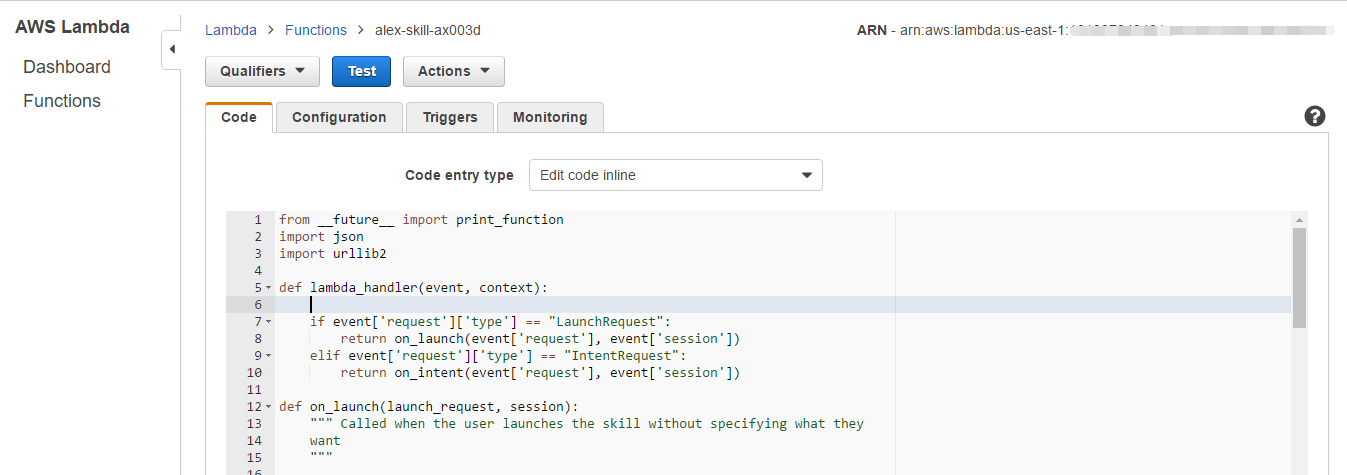 AWS Lambda
Dashboard
Functions
Lambda > Functions > alex-skill-ax003d
ARN - arn:aws:lambda:us-east-1:
Qualifiers
Test
Actions
Code
Configuration
Triggers
Monitoring
?
Code entry type
Edit code inline
1 from __future__ import print_function
2 import json
3 import urllib2
4
5 def lambda_handler(event, context):
6
7     if event['request']['type'] == "LaunchRequest":
8         return on_launch(event['request'], event['session'])
9     elif event['request']['type'] == "IntentRequest":
10         return on_intent(event['request'], event['session'])
11
12 def on_launch(launch_request, session):
13     """ Called when the user launches the skill without specifying what they
14     want
15     """
16